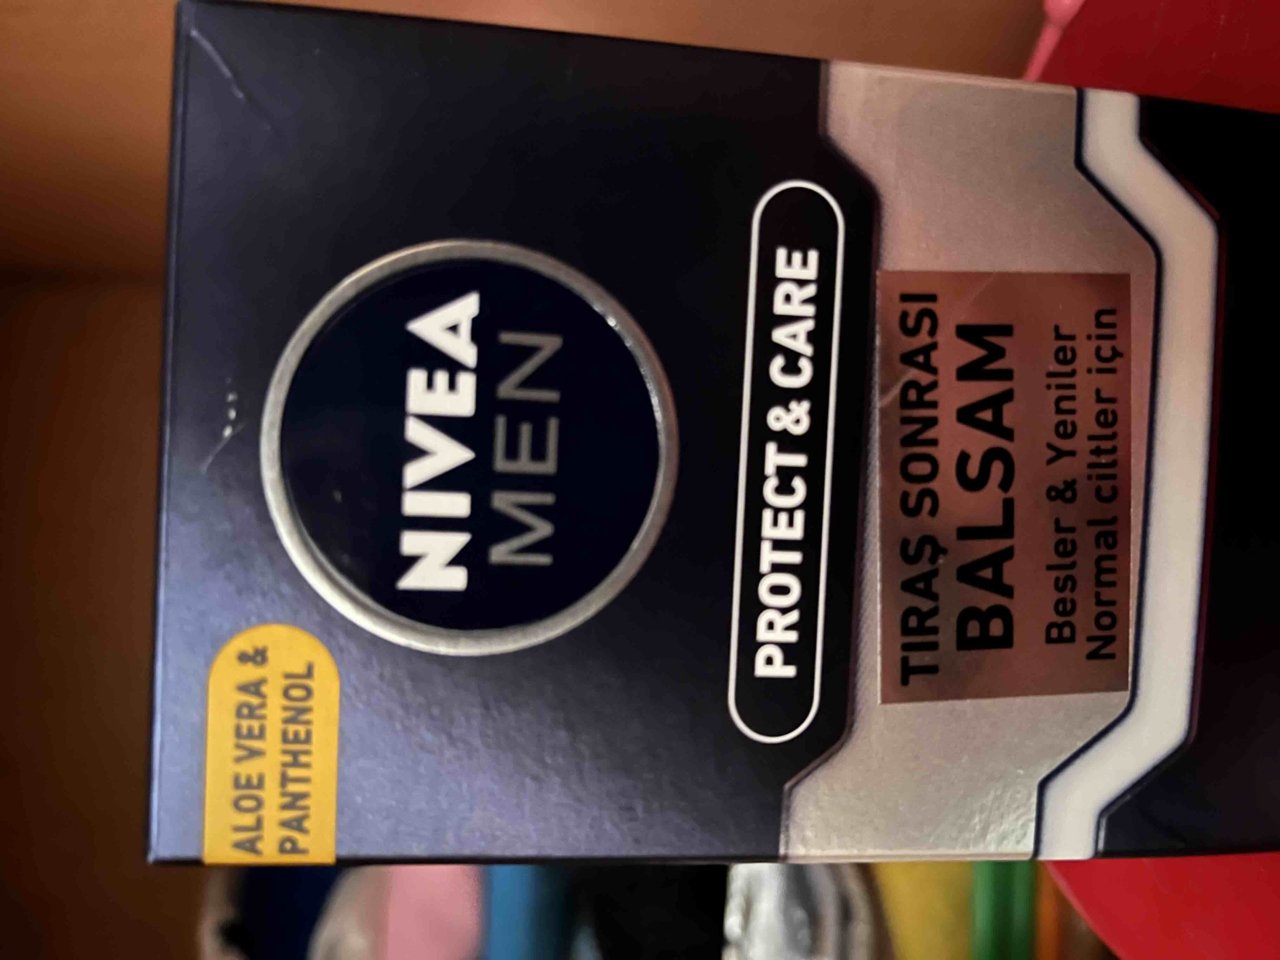 ALOE VERA &
PANTHENOL
NIVEA
MEN
PROTECT & CARE
TIRAŞ SONRASI
BALSAM
Besler & Yeniler
Normal ciltler için